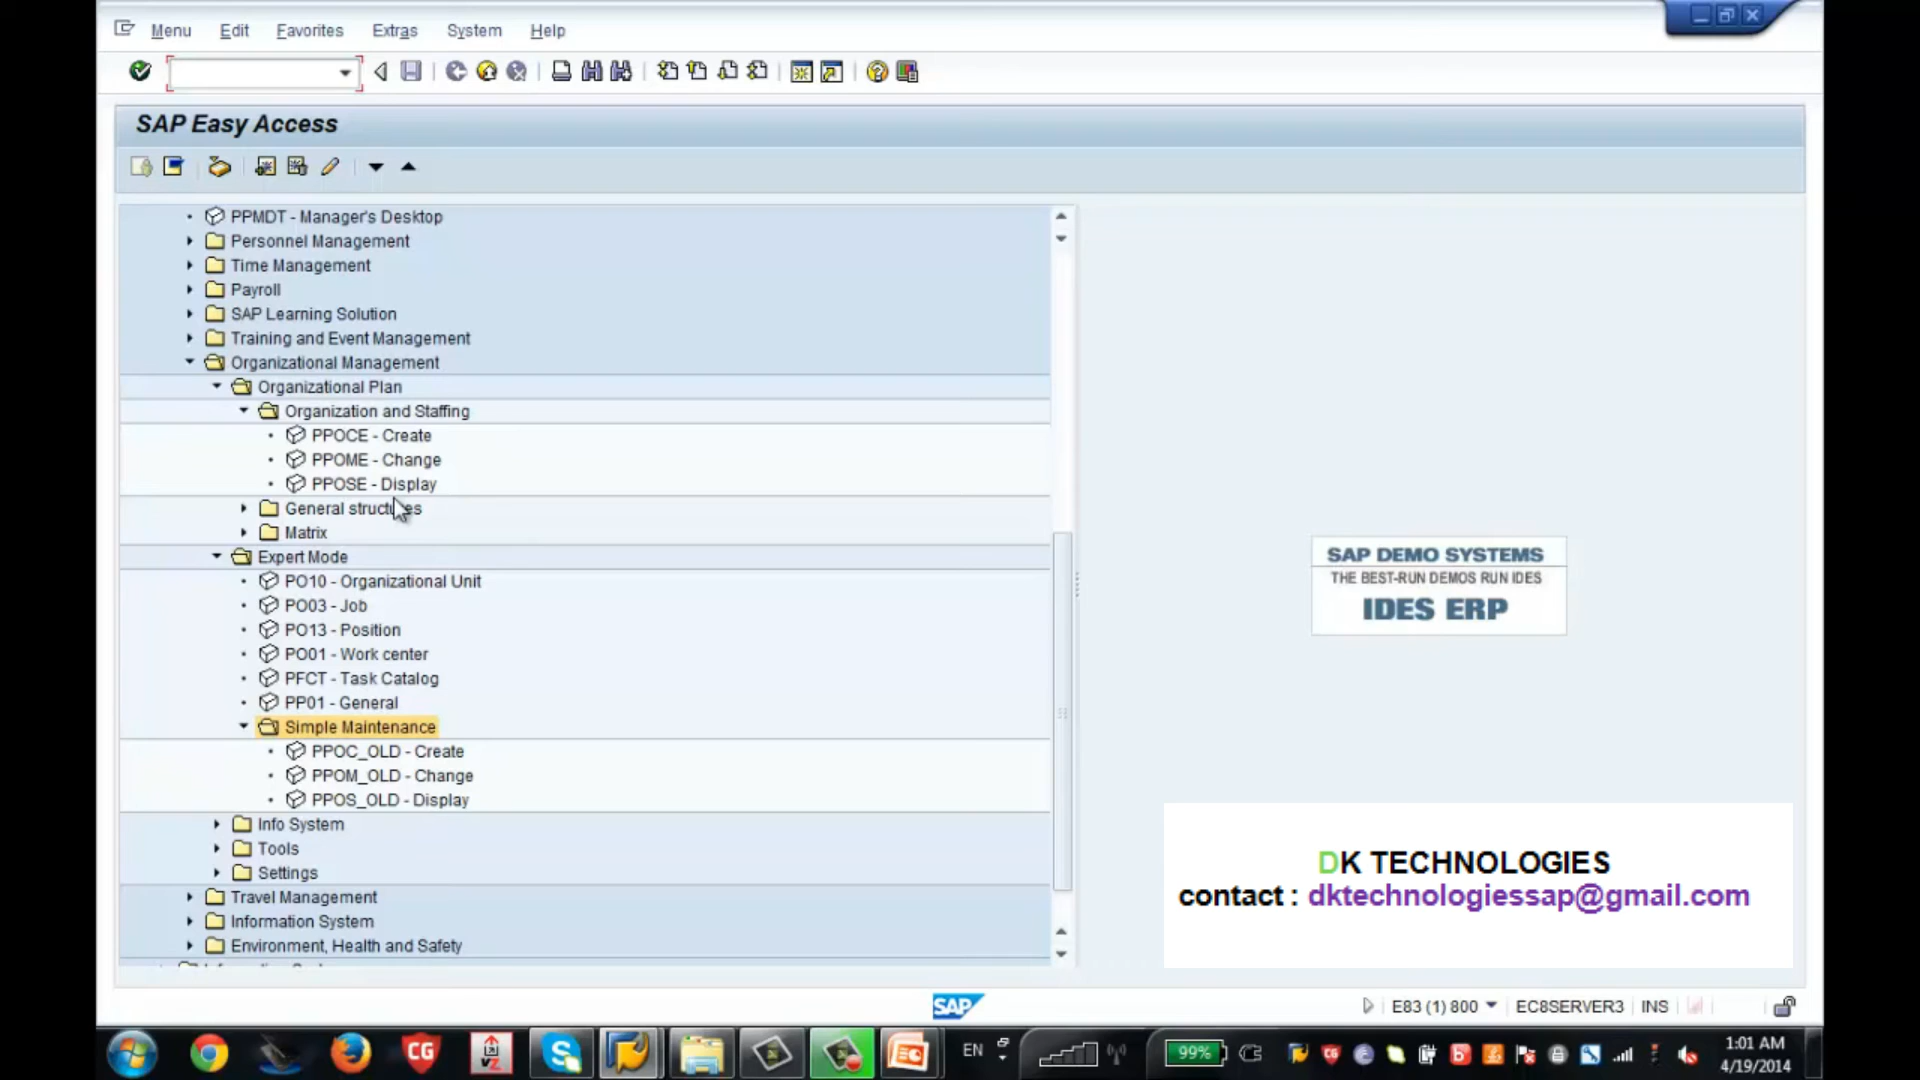 Menu Edit Favorites Extras System Help
SAP Easy Access
PPMDT - Manager's Desktop
Personnel Management
Time Management
Payroll
SAP Learning Solution
Training and Event Management
Organizational Management
Organizational Plan
Organization and Staffing
PPOCE - Create
PPOME - Change
PPOSE - Display
General structures
Matrix
Expert Mode
PO10 - Organizational Unit
PO03 - Job
PO13 - Position
PO01 - Work center
PFCT - Task Catalog
PP01 - General
Simple Maintenance
PPOC_OLD - Create
PPOM_OLD - Change
PPOS_OLD - Display
Info System
Tools
Settings
Travel Management
Information System
Environment, Health and Safety
SAP DEMO SYSTEMS
THE BEST-RUN DEMOS RUN IDES
IDES ERP
DK TECHNOLOGIES
contact : dktechnologiessap@gmail.com
SAP
E83 (1) 800 EC8SERVER3 INS
CG
EN
99%
1:01 AM
4/19/2014